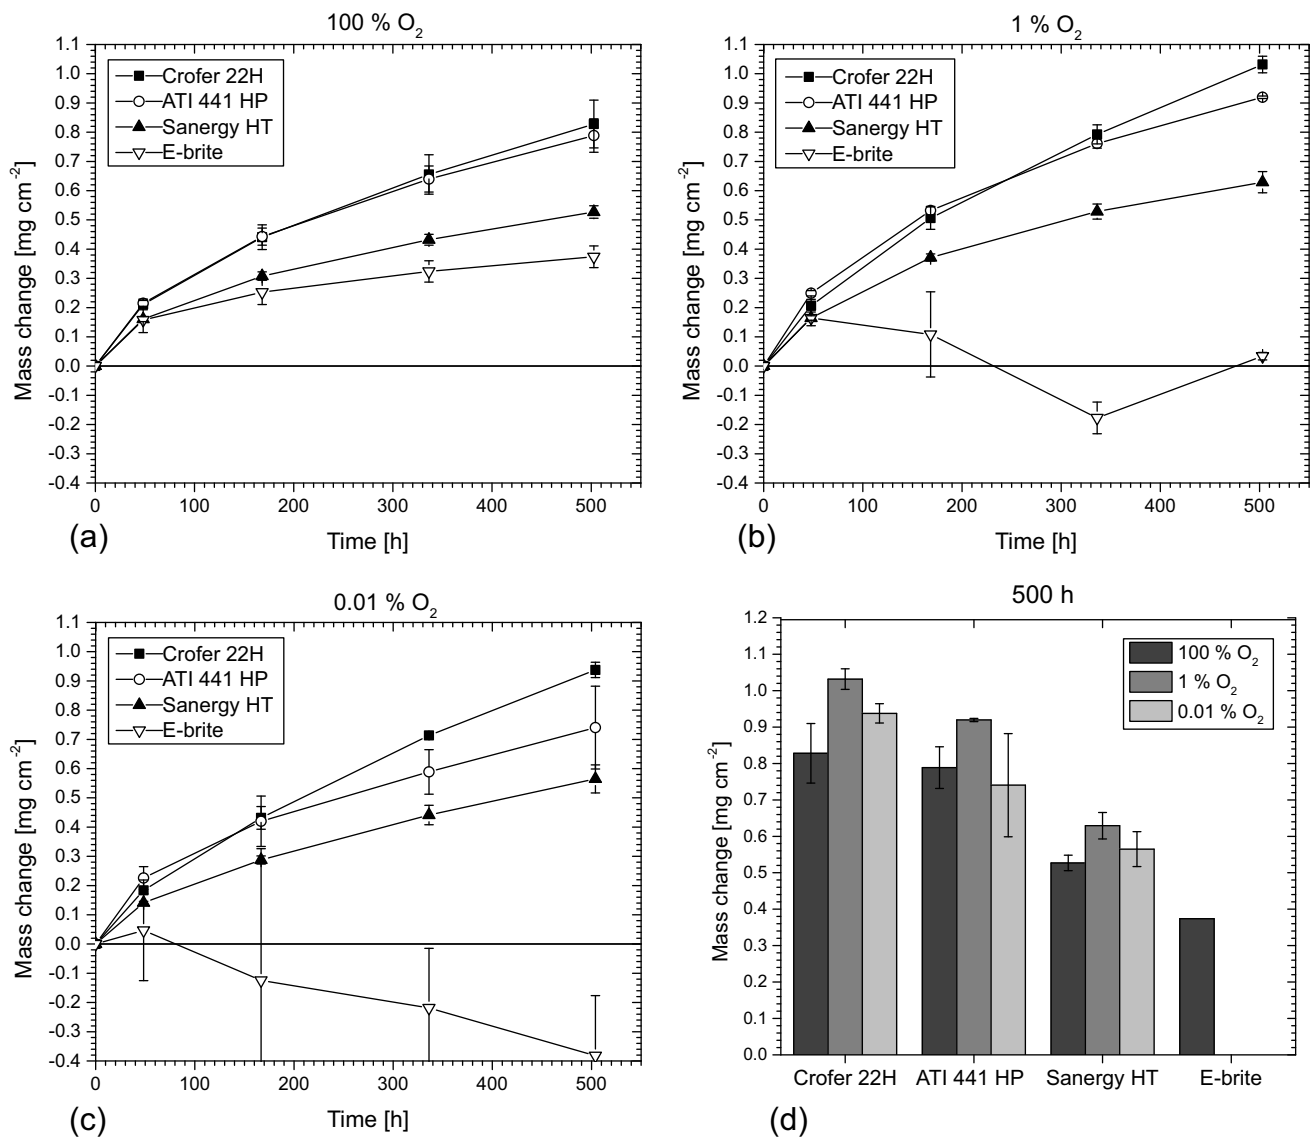 100 % O2
Mass change [mg cm-2]
1.1
1.0
0.9
0.8
0.7
0.6
0.5
0.4
0.3
0.2
0.1
0.0
-0.1
-0.2
-0.3
-0.4
Crofer 22H
ATI 441 HP
Sanergy HT
E-brite
0 100 200 300 400 500
Time [h]
(a)
1 % O2
Mass change [mg cm-2]
1.1
1.0
0.9
0.8
0.7
0.6
0.5
0.4
0.3
0.2
0.1
0.0
-0.1
-0.2
-0.3
-0.4
Crofer 22H
ATI 441 HP
Sanergy HT
E-brite
0 100 200 300 400 500
Time [h]
(b)
0.01 % O2
Mass change [mg cm-2]
1.1
1.0
0.9
0.8
0.7
0.6
0.5
0.4
0.3
0.2
0.1
0.0
-0.1
-0.2
-0.3
-0.4
Crofer 22H
ATI 441 HP
Sanergy HT
E-brite
0 100 200 300 400 500
Time [h]
(c)
500 h
Mass change [mg cm-2]
1.2
1.1
1.0
0.9
0.8
0.7
0.6
0.5
0.4
0.3
0.2
0.1
0.0
100 % O2
1 % O2
0.01 % O2
Crofer 22H ATI 441 HP Sanergy HT E-brite
(d)